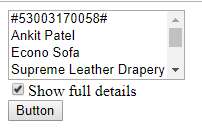 #53003170058#
Ankit Patel
Econo Sofa
Supreme Leather Drapery
Show full details
Button